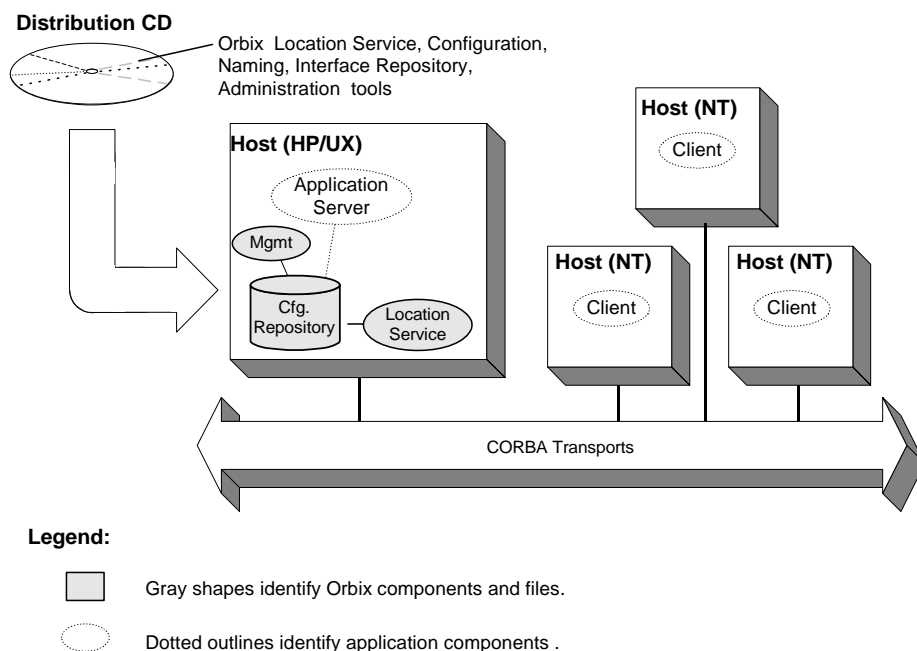 Distribution CD
Orbix Location Service, Configuration,
Naming, Interface Repository,
Administration tools
Host (HP/UX)
Application
Server
Mgmt
Cfg.
Repository
Location
Service
Host (NT)
Client
Host (NT)
Client
Host (NT)
Client
CORBA Transports
Legend:
Gray shapes identify Orbix components and files.
Dotted outlines identify application components .